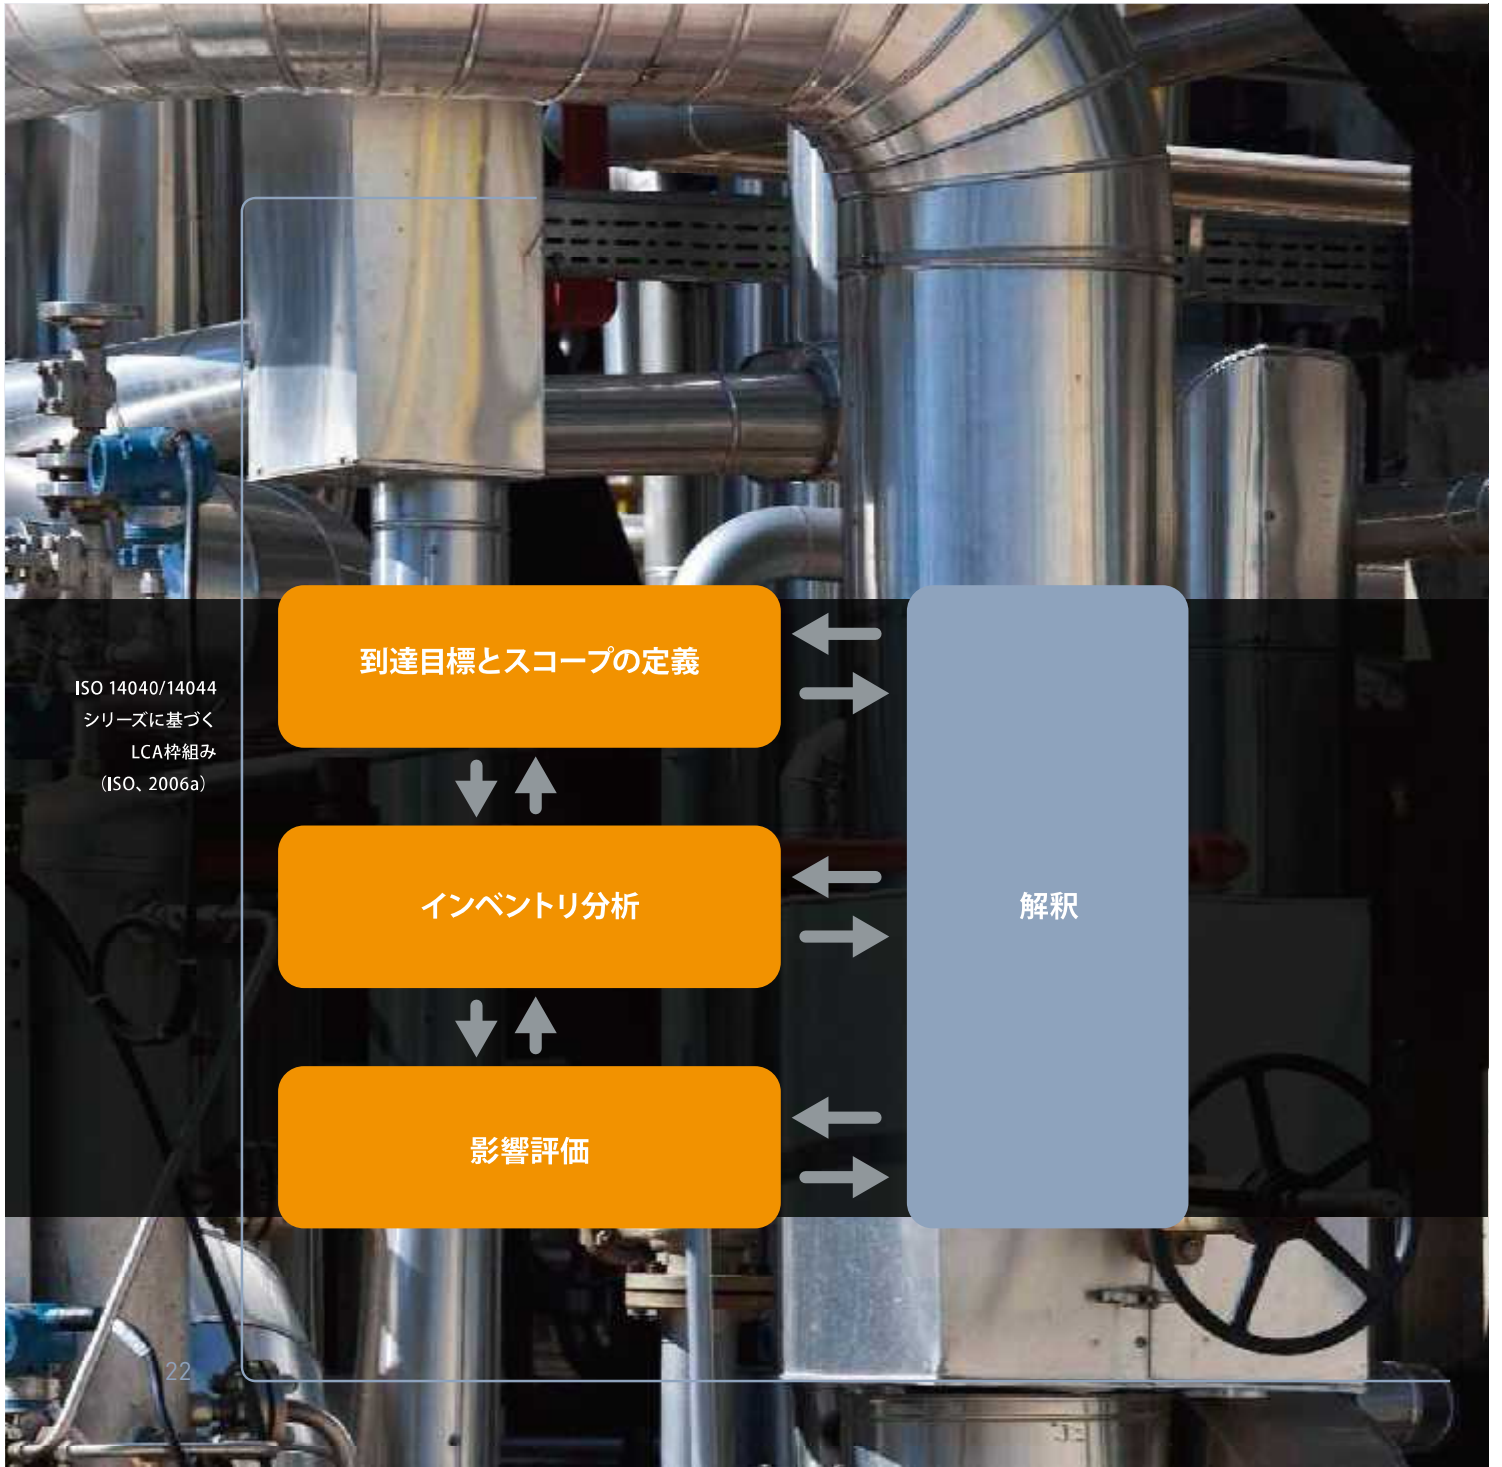 到達目標とスコープの定義
ISO 14040/14044
シリーズに基づく
LCA枠組み
（ISO、2006a）
インベントリ分析
解釈
影響評価
22